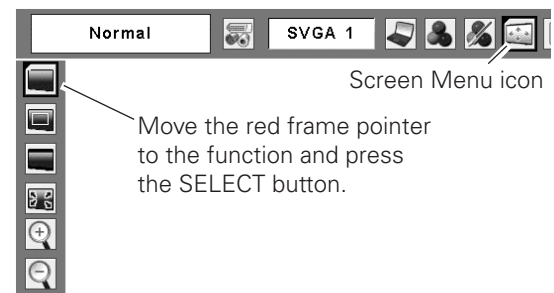 Normal SVGA 1
Screen Menu icon
Move the red frame pointer
to the function and press
the SELECT button.